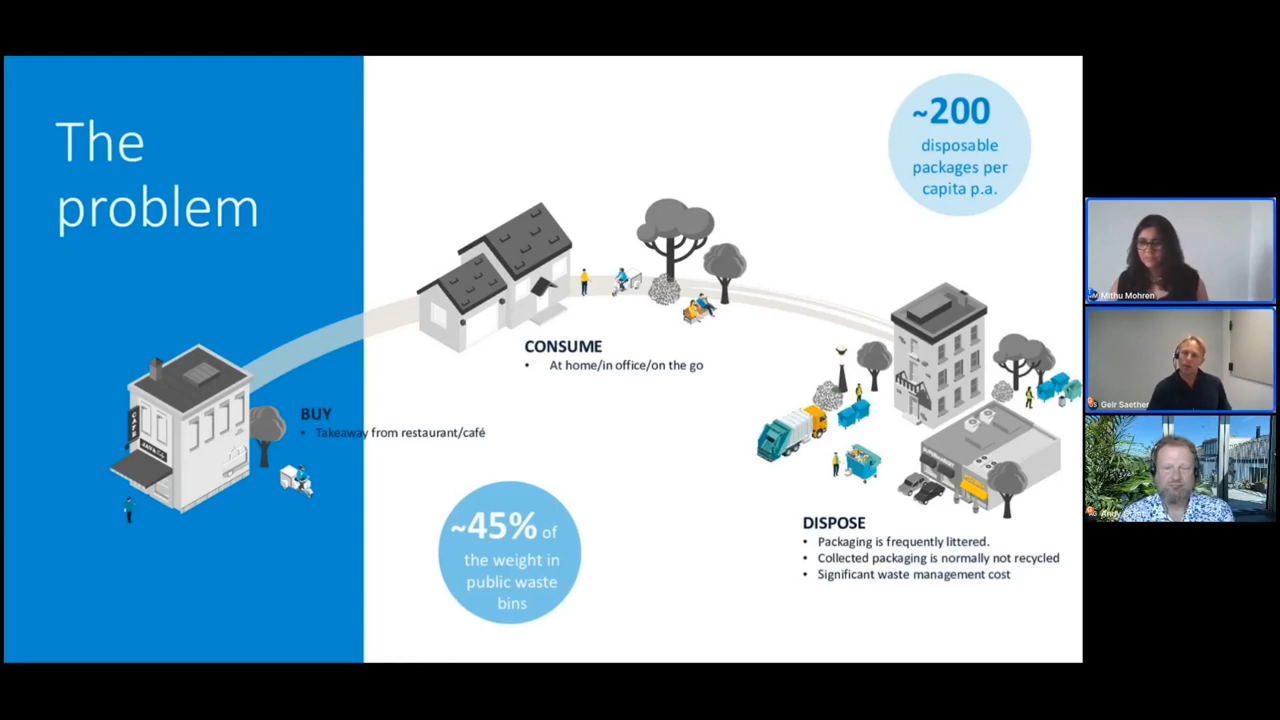 The
problem
~200
disposable
packages per
capita p.a.
CONSUME
• At home/in office/on the go
BUY
• Takeaway from restaurant/café
CAFE
~45% of
the weight in
public waste
bins
DISPOSE
• Packaging is frequently littered.
• Collected packaging is normally not recycled
• Significant waste management cost
Mithu Mohren
Geir Saether